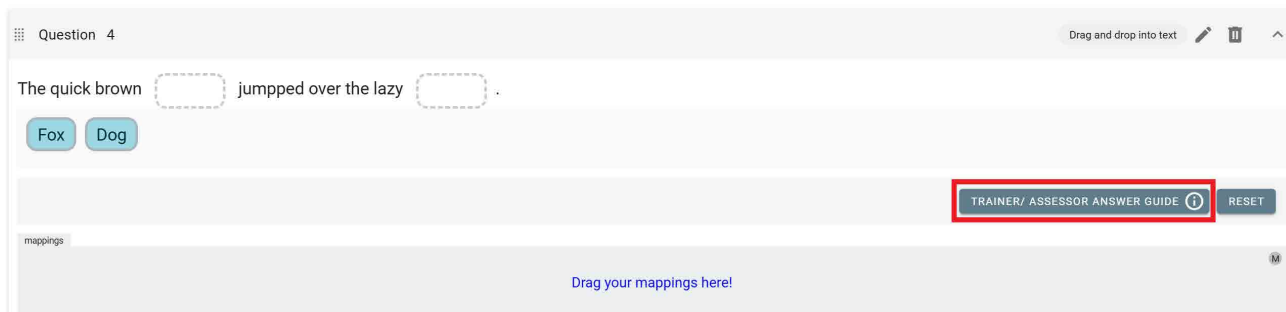 Question 4
Drag and drop into text
The quick brown jumpped over the lazy .
Fox Dog
TRAINER/ ASSESSOR ANSWER GUIDE i RESET
mappings
M
Drag your mappings here!